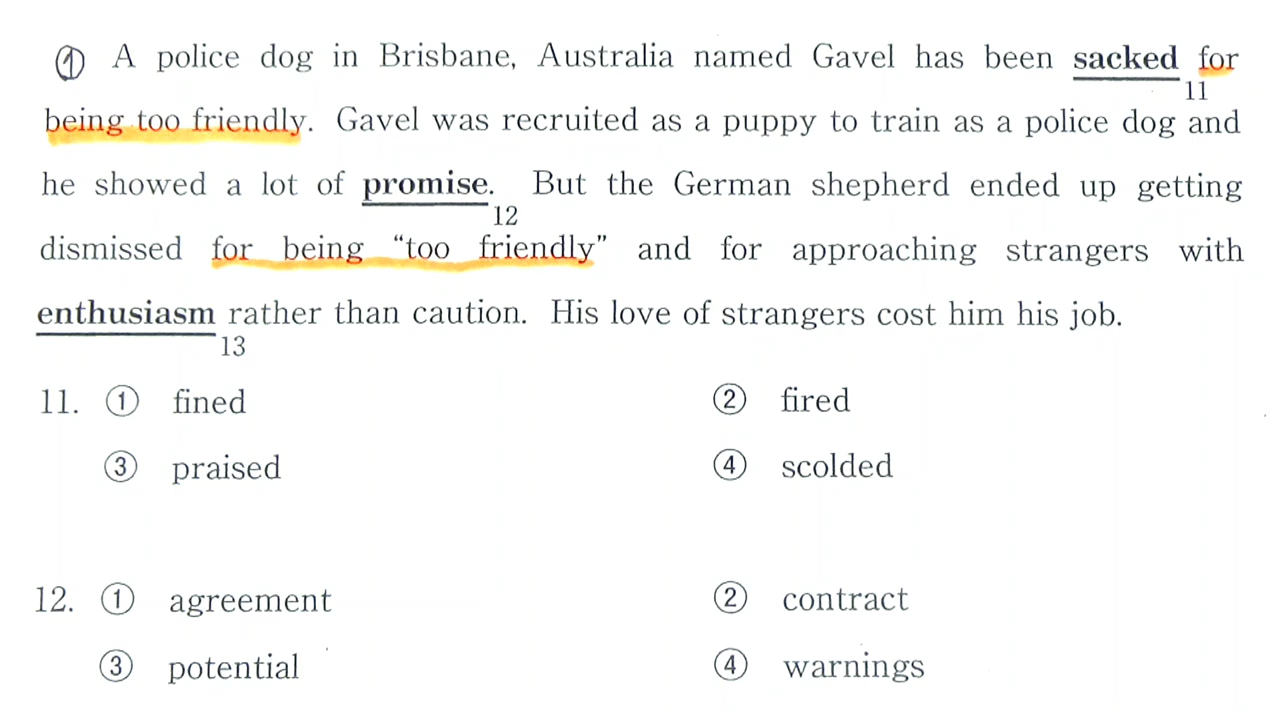 ① A police dog in Brisbane, Australia named Gavel has been sacked for
11
being too friendly. Gavel was recruited as a puppy to train as a police dog and
he showed a lot of promise. But the German shepherd ended up getting
12
dismissed for being “too friendly” and for approaching strangers with
enthusiasm rather than caution. His love of strangers cost him his job.
13
11. ① fined ② fired
③ praised ④ scolded
12. ① agreement ② contract
③ potential ④ warnings